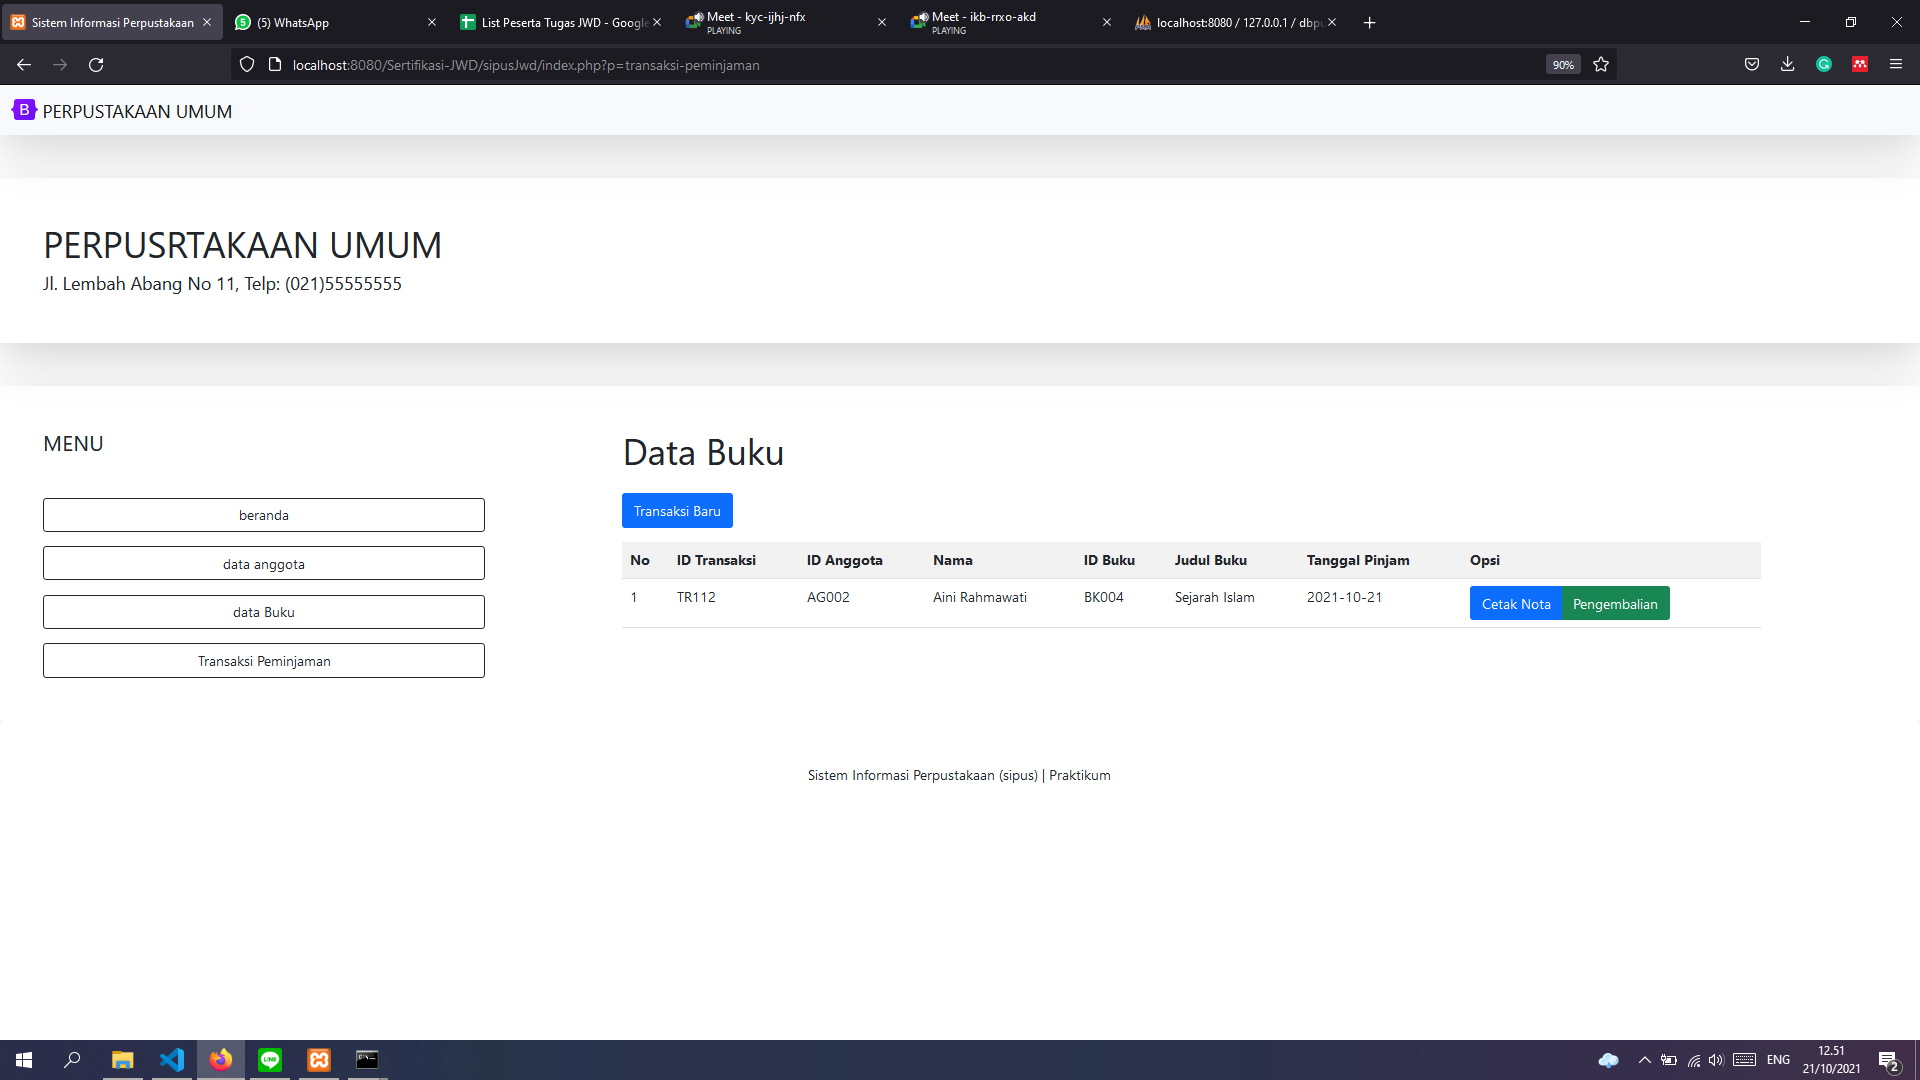 Sistem Informasi Perpustakaan
(5) WhatsApp
List Peserta Tugas JWD - Google
Meet - kyc-ijhj-nfx
PLAYING
Meet - ikb-rrxo-akd
PLAYING
localhost:8080 / 127.0.0.1 / dbpu
localhost:8080/Sertifikasi-JWD/sipusJwd/index.php?p=transaksi-peminjaman
90%
B PERPUSTAKAAN UMUM
PERPUSRTAKAAN UMUM
Jl. Lembah Abang No 11, Telp: (021)55555555
MENU
beranda
data anggota
data Buku
Transaksi Peminjaman
Data Buku
Transaksi Baru
No ID Transaksi ID Anggota Nama ID Buku Judul Buku Tanggal Pinjam Opsi
1 TR112 AG002 Aini Rahmawati BK004 Sejarah Islam 2021-10-21 Cetak Nota Pengembalian
Sistem Informasi Perpustakaan (sipus) | Praktikum
LINE
ENG
12.51
21/10/2021
2